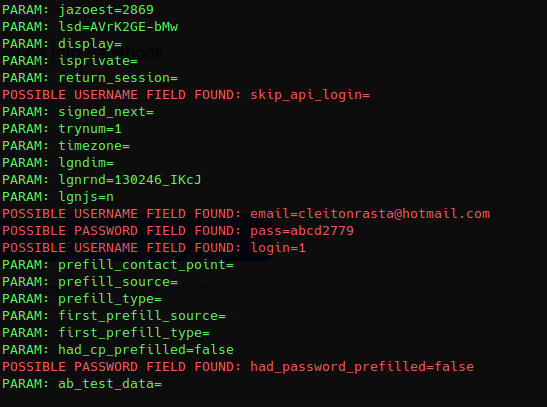 PARAM: jazoest=2869
PARAM: lsd=AVrK2GE-bMw
PARAM: display=
PARAM: isprivate=
PARAM: return_session=
POSSIBLE USERNAME FIELD FOUND: skip_api_login=
PARAM: signed_next=
PARAM: trynum=1
PARAM: timezone=
PARAM: lgndim=
PARAM: lgnrnd=130246_IKcJ
PARAM: lgnjs=n
POSSIBLE USERNAME FIELD FOUND: email=cleitonrasta@hotmail.com
POSSIBLE PASSWORD FIELD FOUND: pass=abcd2779
POSSIBLE USERNAME FIELD FOUND: login=1
PARAM: prefill_contact_point=
PARAM: prefill_source=
PARAM: prefill_type=
PARAM: first_prefill_source=
PARAM: first_prefill_type=
PARAM: had_cp_prefilled=false
POSSIBLE PASSWORD FIELD FOUND: had_password_prefilled=false
PARAM: ab_test_data=